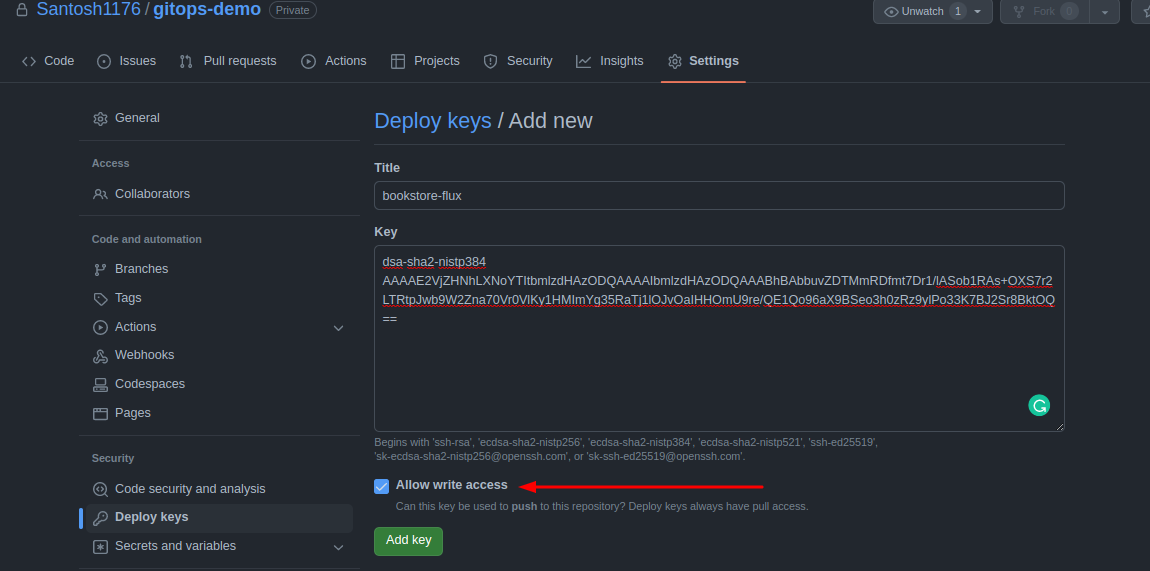 Santosh1176 / gitops-demo Private
Unwatch 1
Fork 0
Code Issues Pull requests Actions Projects Security Insights Settings
General
Access
Collaborators
Code and automation
Branches
Tags
Actions
Webhooks
Codespaces
Pages
Security
Code security and analysis
Deploy keys
Secrets and variables
Deploy keys / Add new
Title
bookstore-flux
Key
dsa-sha2-nistp384
AAAAE2VjZHNhLXNoYTItbmlzdHAzODQAAAAIbmlzdHAzODQAAABhBAbbuvZDTMmRDfmt7Dr1/lASob1RAs+OXS7r2
LTRtpJwb9W2Zna70Vr0VlKy1HMImYg35RaTj1lOJvOaIHHOmU9re/QE1Qo96aX9BSeo3h0zRz9ylPo33K7BJ2Sr8BktOQ
==
Begins with 'ssh-rsa', 'ecdsa-sha2-nistp256', 'ecdsa-sha2-nistp384', 'ecdsa-sha2-nistp521', 'ssh-ed25519',
'sk-ecdsa-sha2-nistp256@openssh.com', or 'sk-ssh-ed25519@openssh.com'.
Allow write access
Can this key be used to push to this repository? Deploy keys always have pull access.
Add key